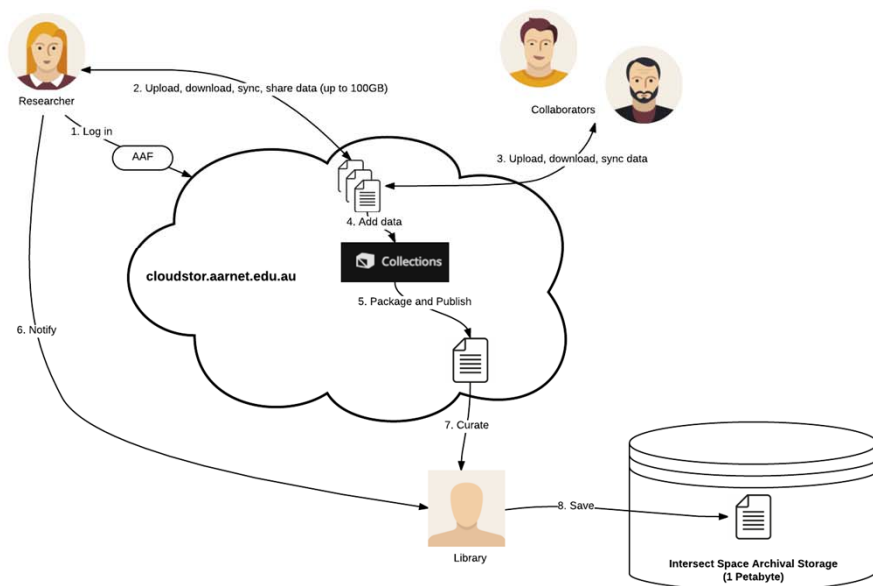 Researcher
2. Upload, download, sync, share data (up to 100GB)
Collaborators
1. Log in
AAF
3. Upload, download, sync data
4. Add data
Collections
cloudstor.aarnet.edu.au
5. Package and Publish
6. Notify
7. Curate
8. Save
Library
Intersect Space Archival Storage
(1 Petabyte)